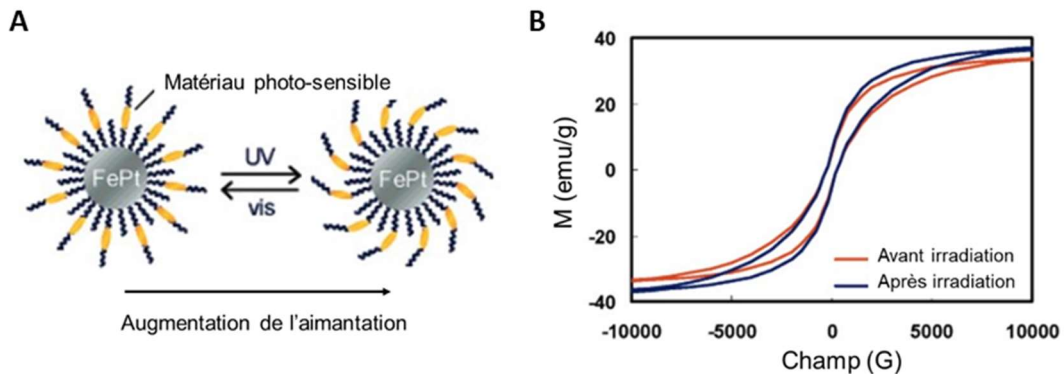 A
Matériau photo-sensible
FePt
UV
vis
FePt
Augmentation de l'aimantation
B
M (emu/g)
40
20
0
-20
-40
Avant irradiation
Après irradiation
-10000 -5000 0 5000 10000
Champ (G)